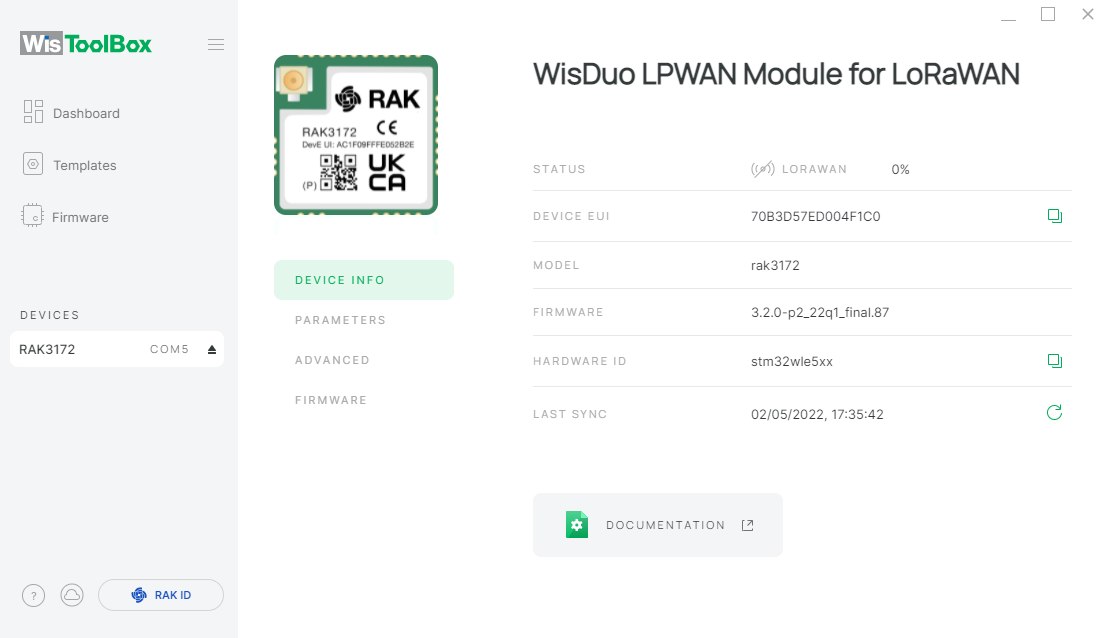 WisToolBox
Dashboard
Templates
Firmware
DEVICES
RAK3172 COM5
? RAK ID
RAK
RAK3172
DevE UI: AC1F09FFFE052B2E
(P) UK CA
DEVICE INFO
PARAMETERS
ADVANCED
FIRMWARE
WisDuo LPWAN Module for LoRaWAN
STATUS LORAWAN 0%
DEVICE EUI 70B3D57ED004F1C0
MODEL rak3172
FIRMWARE 3.2.0-p2_22q1_final.87
HARDWARE ID stm32wle5xx
LAST SYNC 02/05/2022, 17:35:42
DOCUMENTATION